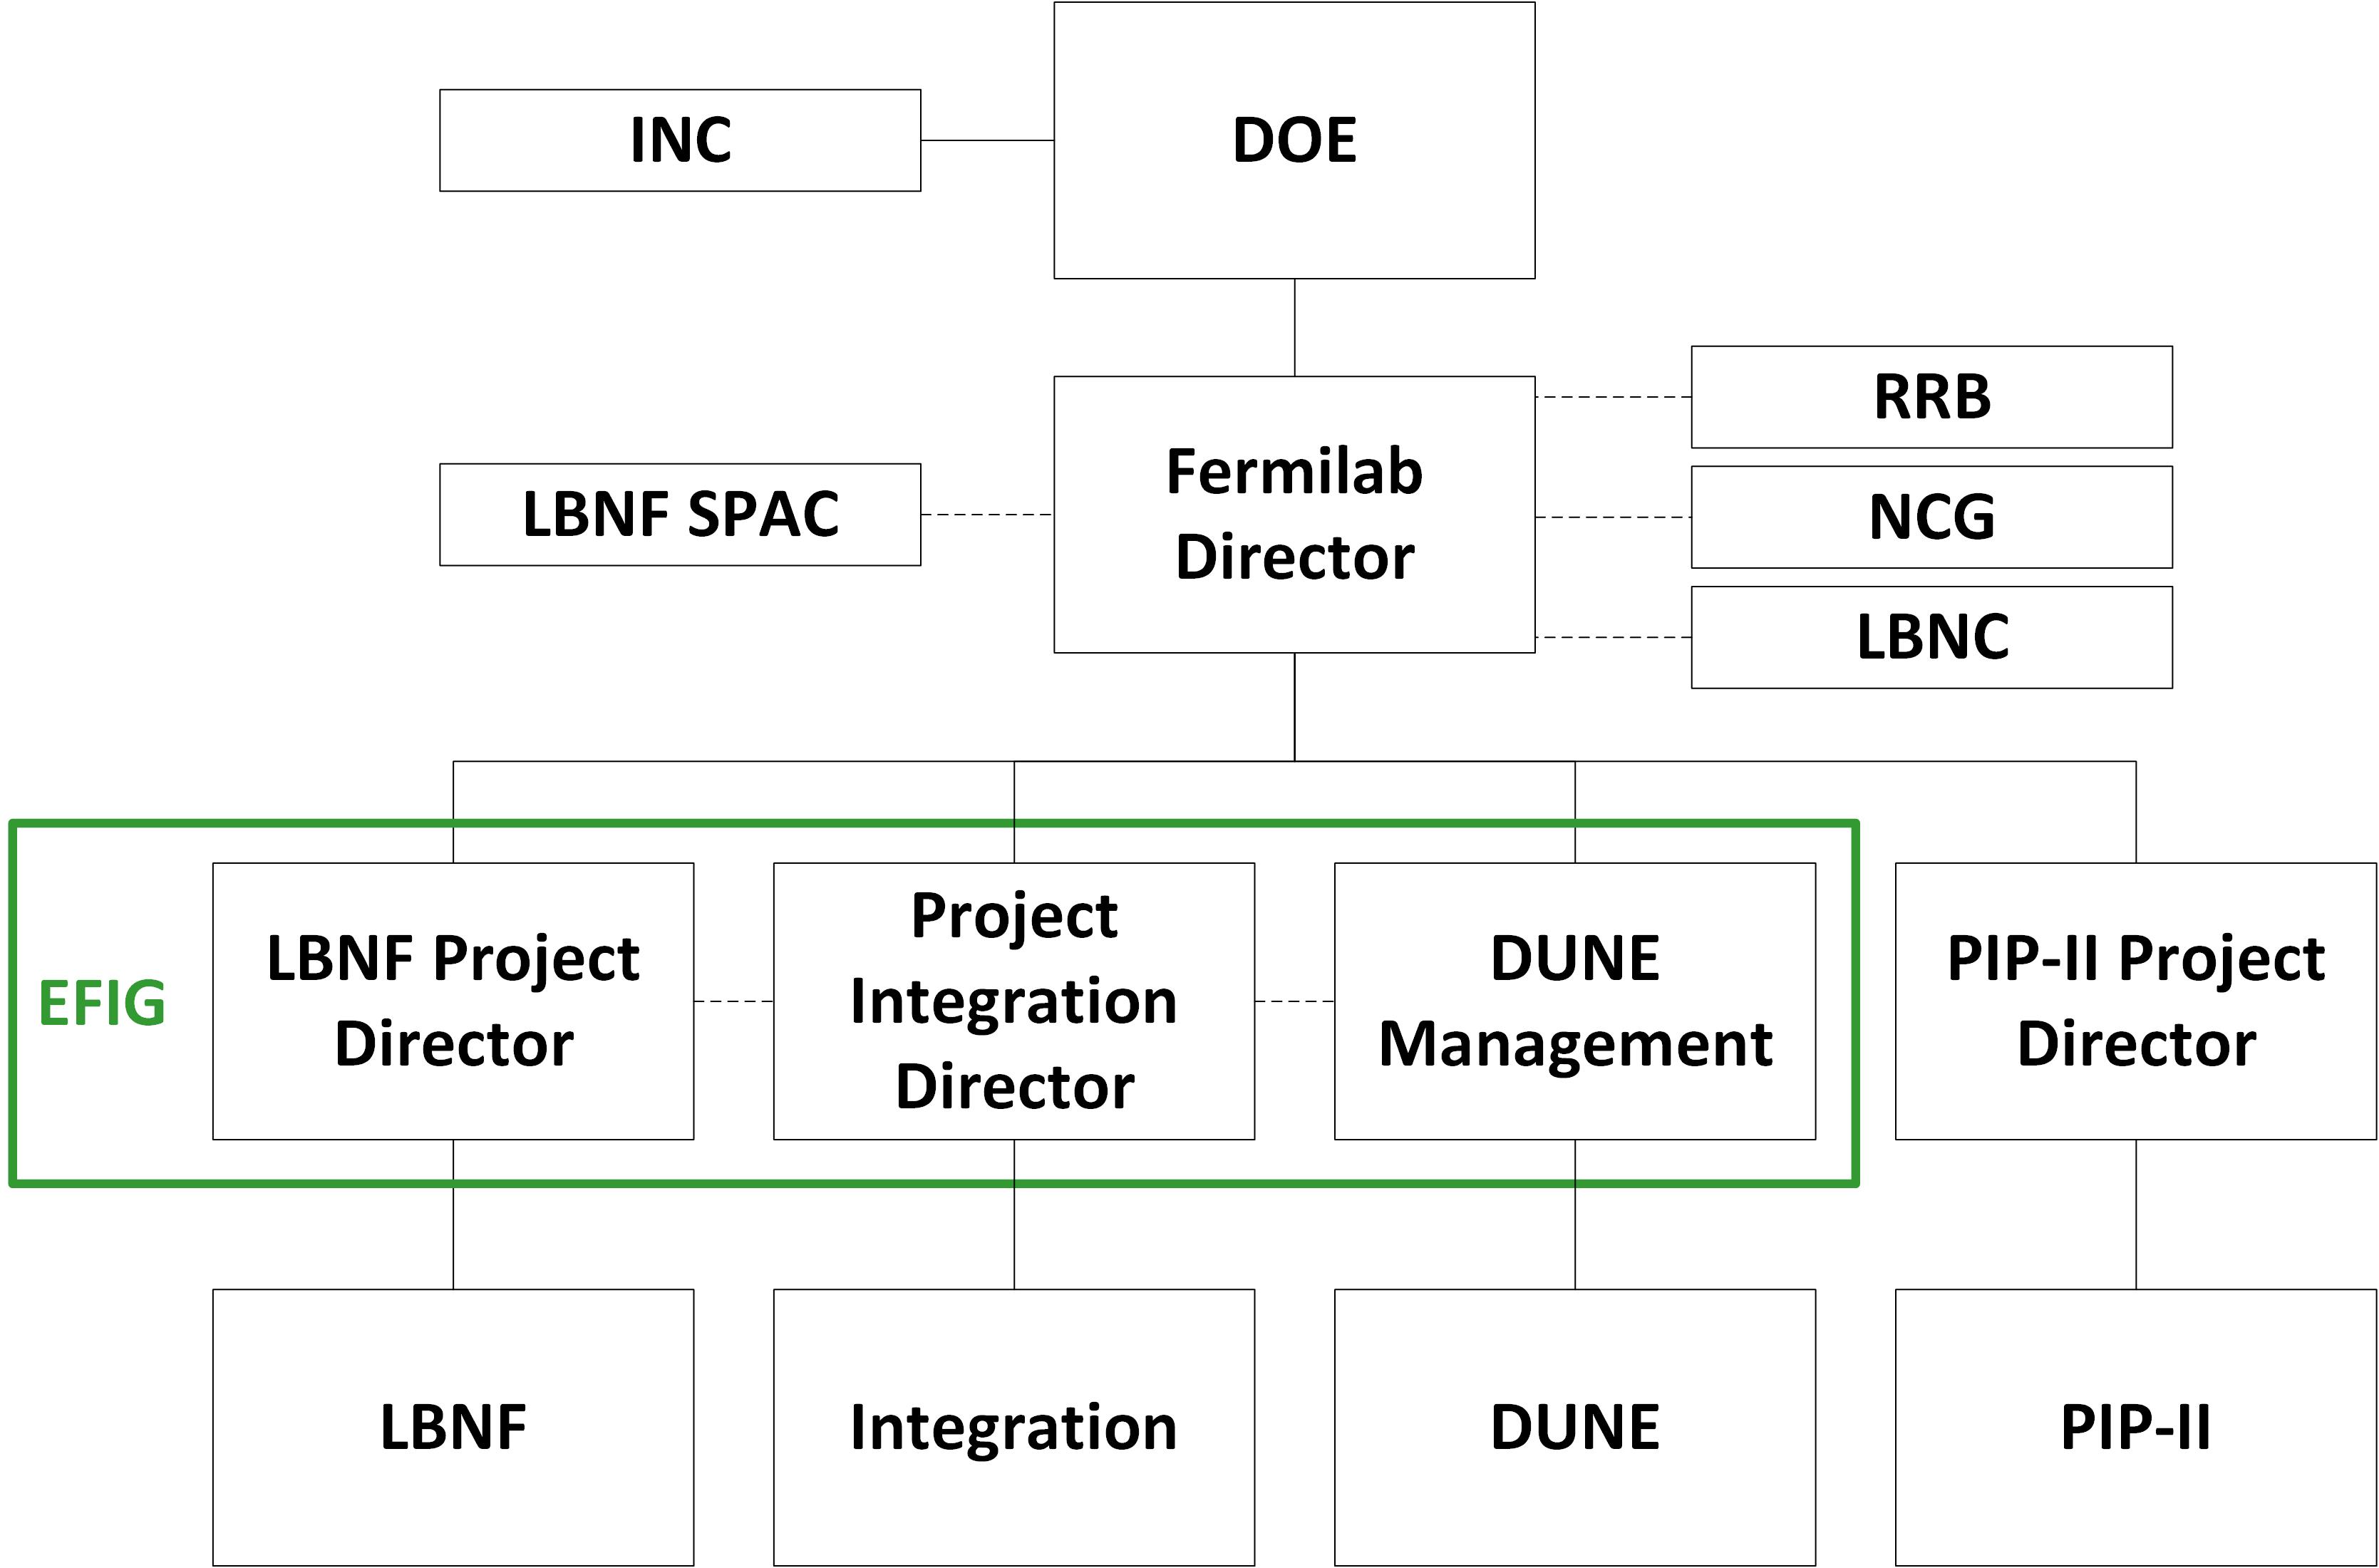 INC
DOE
RRB
Fermilab
Director
LBNF SPAC
NCG
LBNC
EFIG
LBNF Project
Director
Project
Integration
Director
DUNE
Management
PIP-II Project
Director
LBNF
Integration
DUNE
PIP-II